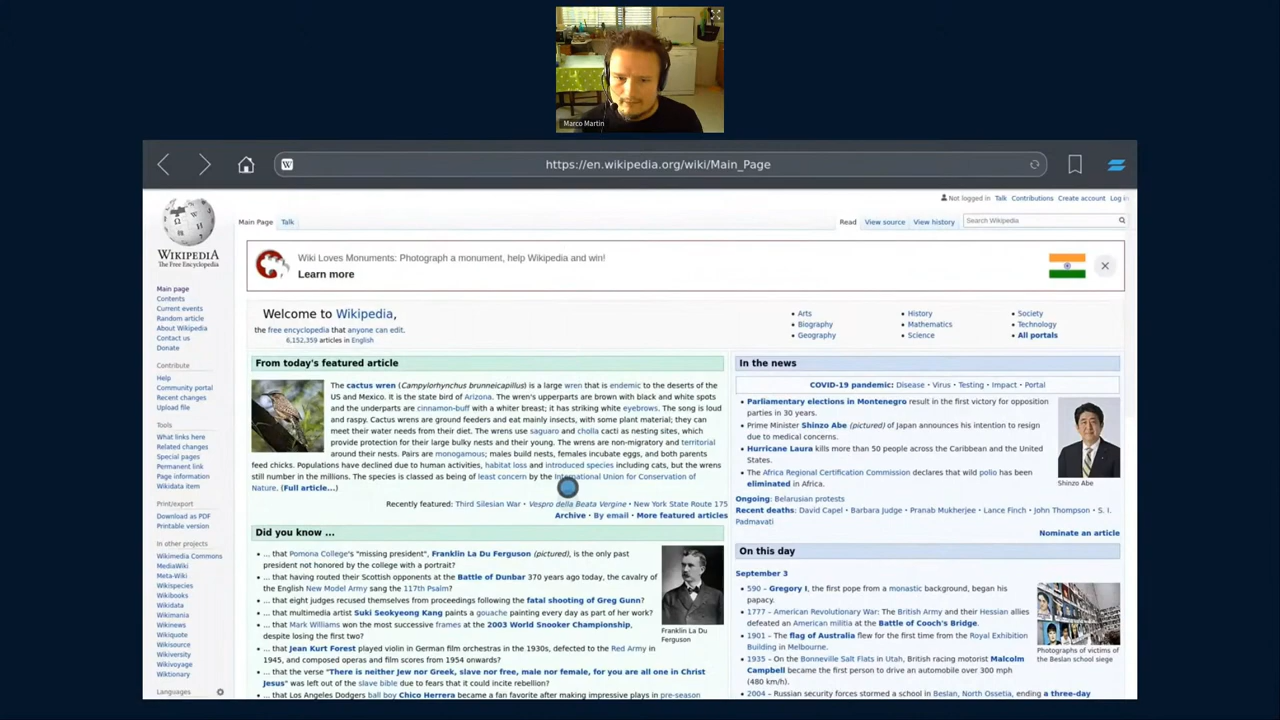 Marco Martin
https://en.wikipedia.org/wiki/Main_Page
Not logged in Talk Contributions Create account Log in
Main Page Talk
Read View source View history Search Wikipedia
WIKIPEDIA
The Free Encyclopedia
Main page
Contents
Current events
Random article
About Wikipedia
Contact us
Donate
Contribute
Help
Community portal
Recent changes
Upload file
Tools
What links here
Related changes
Special pages
Permanent link
Page information
Wikidata item
Print/export
Download as PDF
Printable version
In other projects
Wikimedia Commons
MediaWiki
Meta-Wiki
Wikispecies
Wikibooks
Wikidata
Wikimania
Wikinews
Wikiquote
Wikisource
Wikiversity
Wikivoyage
Wiktionary
Languages
Wiki Loves Monuments: Photograph a monument, help Wikipedia and win!
Learn more
Welcome to Wikipedia,
the free encyclopedia that anyone can edit.
6,152,359 articles in English
Arts
Biography
Geography
History
Mathematics
Science
Society
Technology
All portals
From today's featured article
The cactus wren (Campylorhynchus brunneicapillus) is a large wren that is endemic to the deserts of the
US and Mexico. It is the state bird of Arizona. The wren's upperparts are brown with black and white spots
and the underparts are cinnamon-buff with a whiter breast; it has striking white eyebrows. The song is loud
and raspy. Cactus wrens are ground feeders and eat mainly insects, with some plant material; they can
meet their water needs from their diet. The wrens use saguaro and cholla cactus as nesting sites, which
provide protection for their large bulky nests and their young. The wrens are non-migratory and territorial
around their nests. Pairs are monogamous; males build nests, females incubate eggs, and both parents
feed chicks. Populations have declined due to human activities, habitat loss and introduced species including cats, but the wrens
still number in the millions. The species is classed as being of least concern by the International Union for Conservation of
Nature. (Full article...)
Recently featured: Third Silesian War • Vespro della Beata Vergine • New York State Route 175
Archive • By email • More featured articles
Did you know ...
... that Pomona College's "missing president", Franklin La Du Ferguson (pictured), is the only past
president not honored by the college with a portrait?
... that having routed their Scottish opponents at the Battle of Dunbar 370 years ago today, the cavalry of
the English New Model Army sang the 117th Psalm?
... that eight judges recused themselves from proceedings following the fatal shooting of Greg Gunn?
... that multimedia artist Suki Seokyeong Kang paints a gouache painting every day as part of her work?
... that Mark Williams won the most successive frames at the 2003 World Snooker Championship,
despite losing the first two?
... that Jean Kurt Forest played violin in German film orchestras in the 1930s, defected to the Red Army in
1945, and composed operas and film scores from 1954 onwards?
... that the verse "There is neither Jew nor Greek, slave nor free, male nor female, for you are all one in Christ
Jesus" was left out of the slave bible due to fears that it could incite rebellion?
... that Los Angeles Dodgers ball boy Chico Herrera became a fan favorite after making impressive plays in pre-season
Franklin La Du
Ferguson
In the news
COVID-19 pandemic: Disease • Virus • Testing • Impact • Portal
Parliamentary elections in Montenegro result in the first victory for opposition
parties in 30 years.
Prime Minister Shinzo Abe (pictured) of Japan announces his intention to resign
due to medical concerns.
Hurricane Laura kills more than 50 people across the Caribbean and the United
States.
The Africa Regional Certification Commission declares that wild polio has been
eliminated in Africa.
Shinzo Abe
Ongoing: Belarusian protests
Recent deaths: David Capel • Barbara Judge • Pranab Mukherjee • Lance Finch • John Thompson • S. I.
Padmavati
Nominate an article
On this day
September 3
590 – Gregory I, the first pope from a monastic background, began his
papacy.
1777 – American Revolutionary War: The British Army and their Hessian allies
defeated an American militia at the Battle of Cooch's Bridge.
1901 – The flag of Australia flew for the first time from the Royal Exhibition
Building in Melbourne.
1935 – On the Bonneville Salt Flats in Utah, British racing motorist Malcolm
Campbell became the first person to drive an automobile over 300 mph
(480 km/h).
2004 – Russian security forces stormed a school in Beslan, North Ossetia, ending a three-day
Photographs of victims of
the Beslan school siege